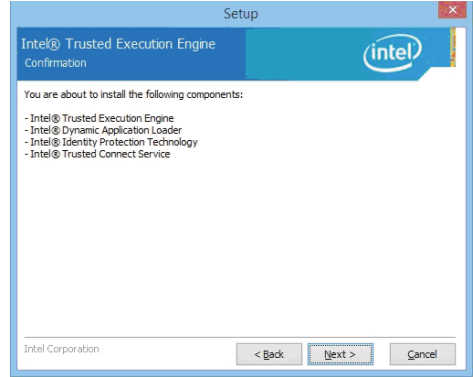 Setup
Intel® Trusted Execution Engine
Confirmation
intel
You are about to install the following components:
- Intel® Trusted Execution Engine
- Intel® Dynamic Application Loader
- Intel® Identity Protection Technology
- Intel® Trusted Connect Service
Intel Corporation
< Back Next > Cancel